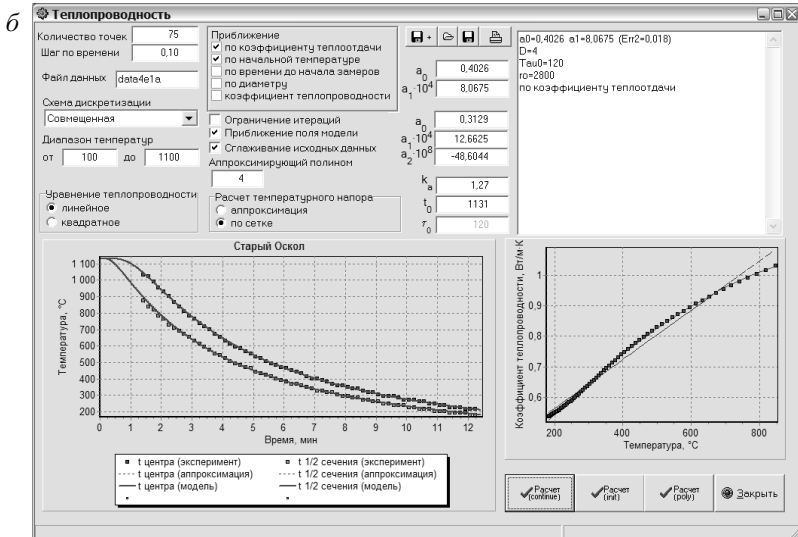 б
Теплопроводность
Количество точек 75
Шаг по времени 0,10
Файл данных data4e1a
Схема дискретизации
Совмещенная
Диапазон температур
от 100 до 1100
Уравнение теплопроводности
линейное
квадратное
Приближение
по коэффициенту теплоотдачи
по начальной температуре
по времени до начала замеров
по диаметру
коэффициент теплопроводности
Ограничение итераций
Приближение поля модели
Сглаживание исходных данных
Аппроксимирующий полином
4
Расчет температурного напора
аппроксимация
по сетке
a0 0,4026
a1·10^4 8,0675
a0 0,3129
a1·10^4 12,6625
a2·10^8 -48,6044
ka 1,27
t0 1131
τ0 120
a0=0,4026 a1=8,0675 (Err2=0,018)
D=4
Tau0=120
ro=2800
по коэффициенту теплоотдачи
Старый Оскол
Температура, °C
1 100
1 000
900
800
700
600
500
400
300
200
0 1 2 3 4 5 6 7 8 9 10 11 12
Время, мин
t центра (эксперимент) t 1/2 сечения (эксперимент)
t центра (аппроксимация) t 1/2 сечения (аппроксимация)
t центра (модель) t 1/2 сечения (модель)
Коэффициент теплопроводности, Вт/м·К
1
0,9
0,8
0,7
0,6
200 400 600 800
Температура, °C
Расчет (continue)
Расчет (init)
Расчет (poly)
Закрыть